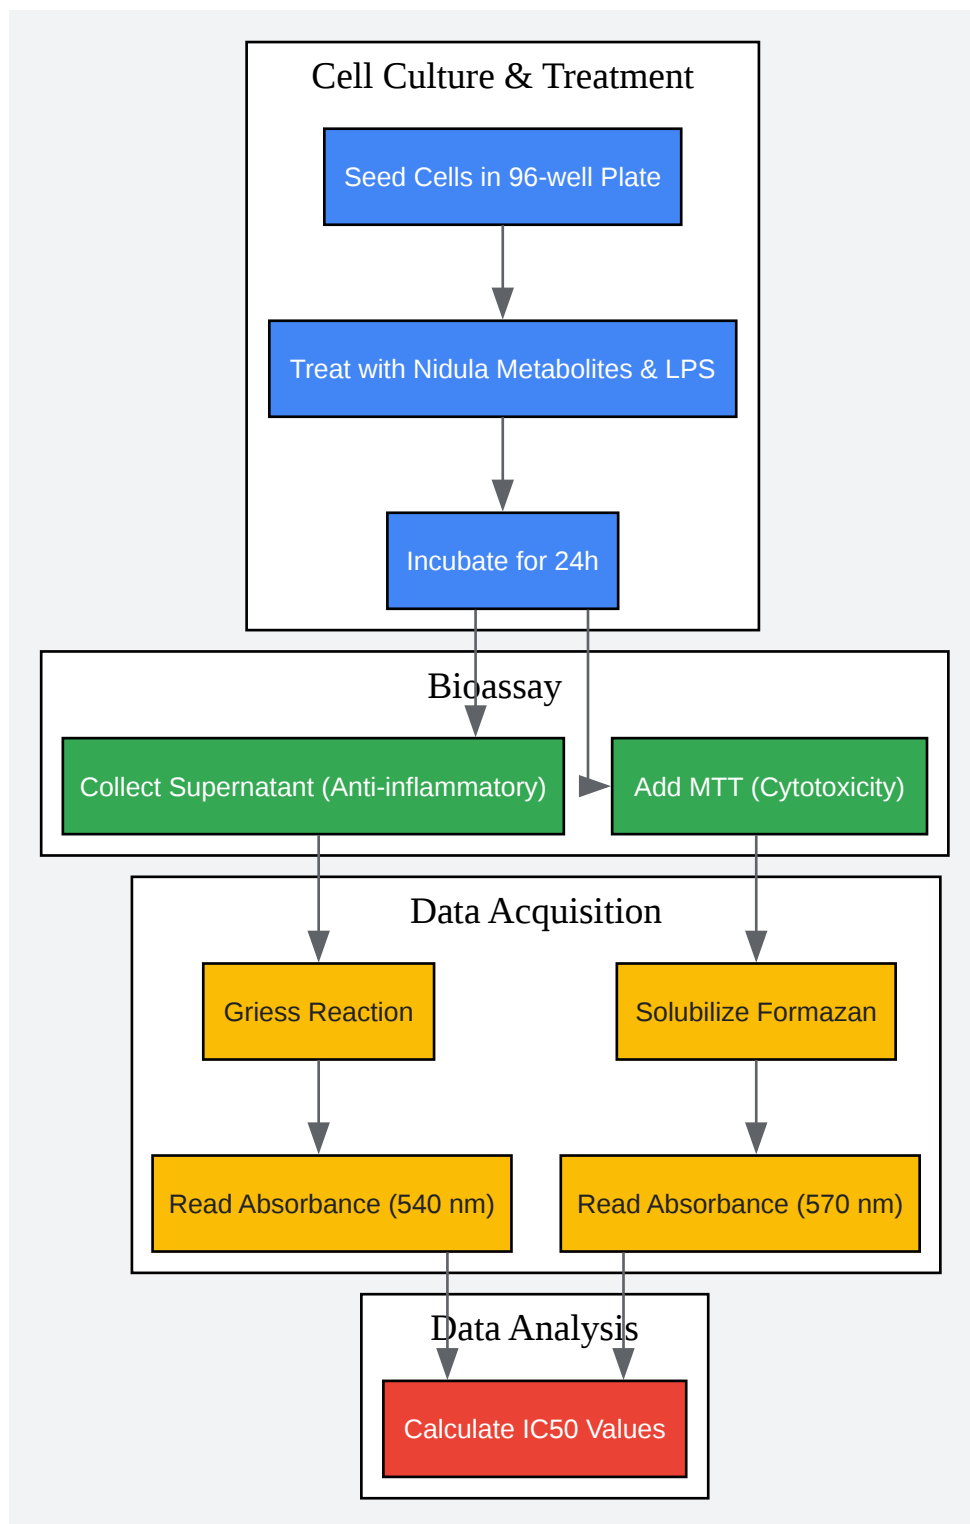 Cell Culture & Treatment
Seed Cells in 96-well Plate
Treat with Nidula Metabolites & LPS
Incubate for 24h
Bioassay
Collect Supernatant (Anti-inflammatory)
Add MTT (Cytotoxicity)
Data Acquisition
Griess Reaction
Solubilize Formazan
Read Absorbance (540 nm)
Read Absorbance (570 nm)
Data Analysis
Calculate IC50 Values